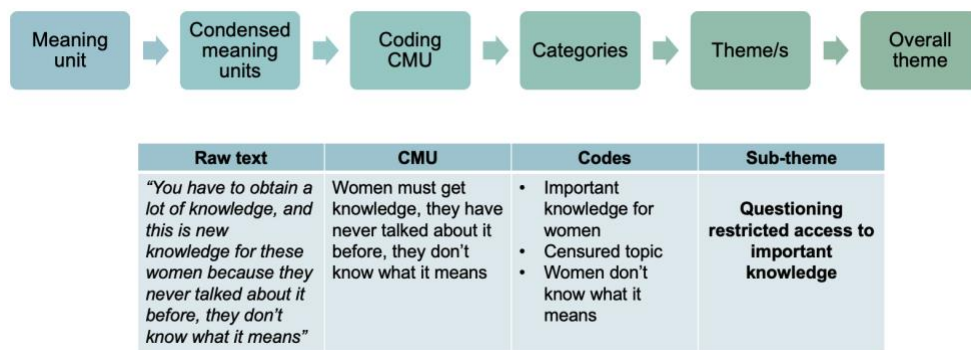 Meaning
unit
Condensed
meaning
units
Coding
CMU
Categories
Theme/s
Overall
theme
Raw text
CMU
Codes
Sub-theme
“You have to obtain a
lot of knowledge, and
this is new
knowledge for these
women because they
never talked about it
before, they don’t
know what it means”
Women must get
knowledge, they have
never talked about it
before, they don’t
know what it means
• Important
knowledge for
women
• Censured topic
• Women don’t
know what it
means
Questioning
restricted access to
important
knowledge